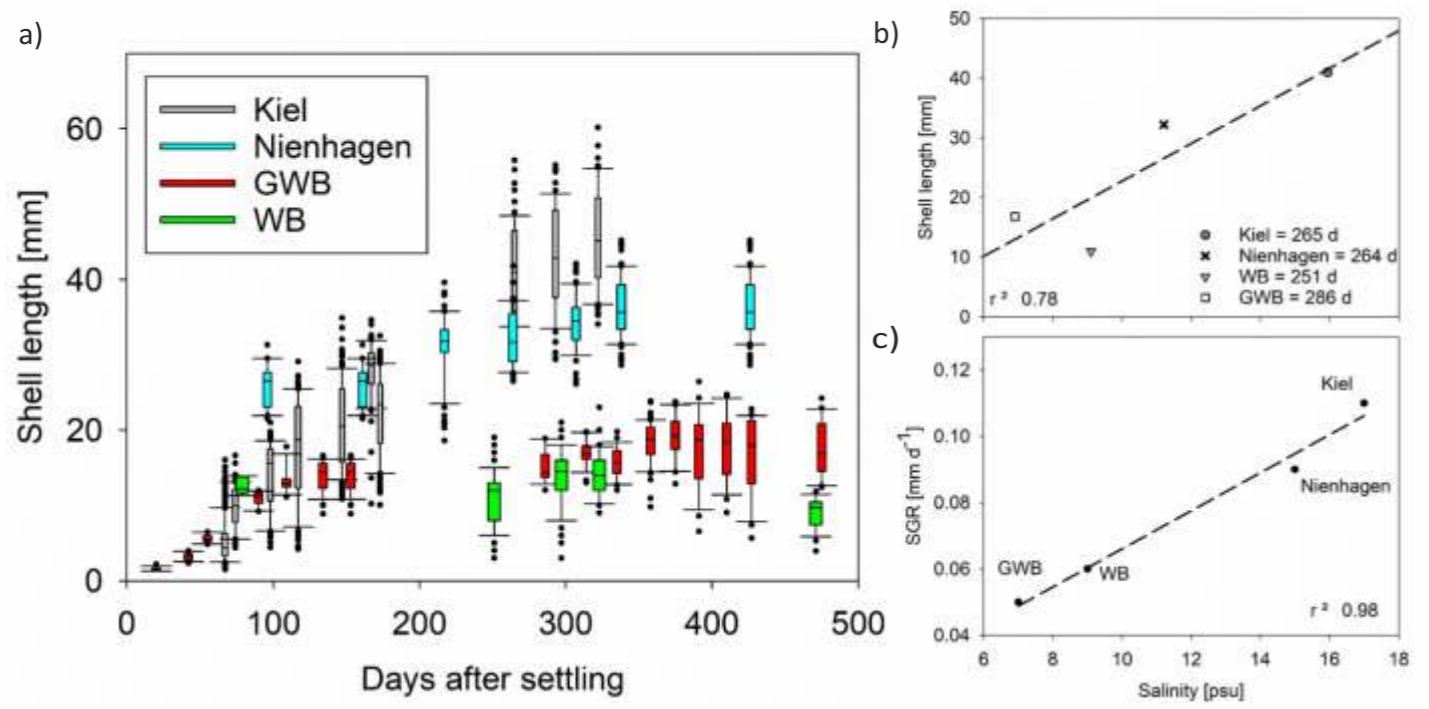 a)
Shell length [mm]
60
40
20
0
Kiel
Nienhagen
GWB
WB
0 100 200 300 400 500
Days after settling
b)
Shell length [mm]
50
40
30
20
10
0
Kiel = 265 d
Nienhagen = 264 d
WB = 251 d
GWB = 286 d
r² 0.78
c)
SGR [mm d⁻¹]
0.12
0.10
0.08
0.06
0.04
Kiel
Nienhagen
GWB
WB
r² 0.98
6 8 10 12 14 16 18
Salinity [psu]